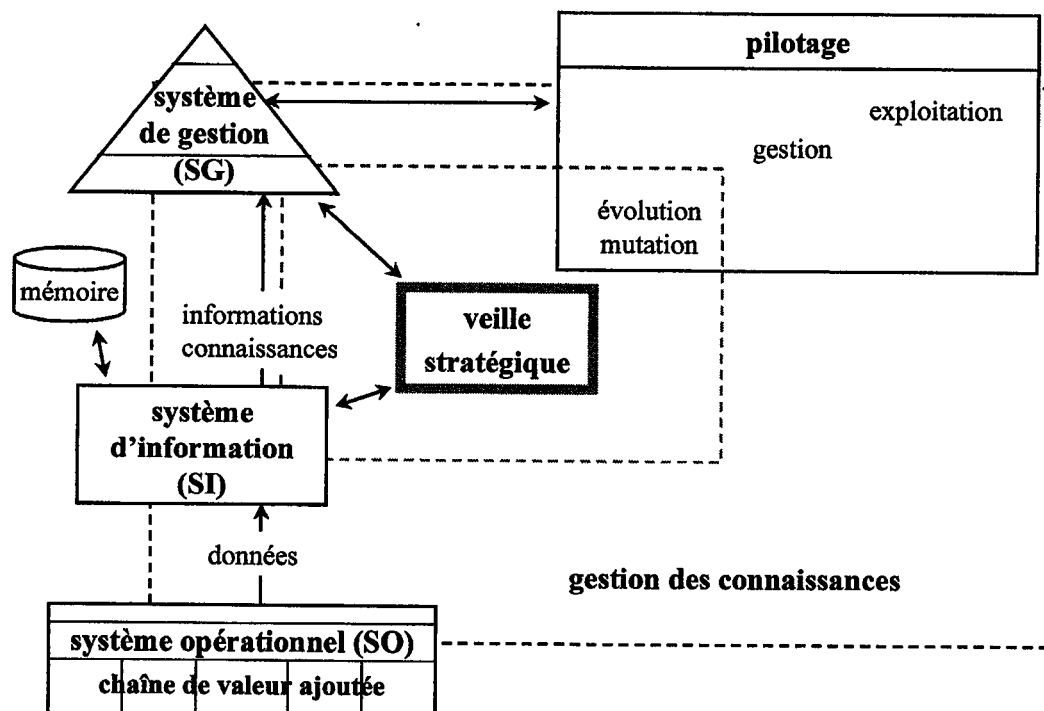 pilotage
système
de gestion
(SG)
exploitation
gestion
évolution
mutation
mémoire
informations
connaissances
veille
stratégique
système
d'information
(SI)
données
gestion des connaissances
système opérationnel (SO)
chaîne de valeur ajoutée